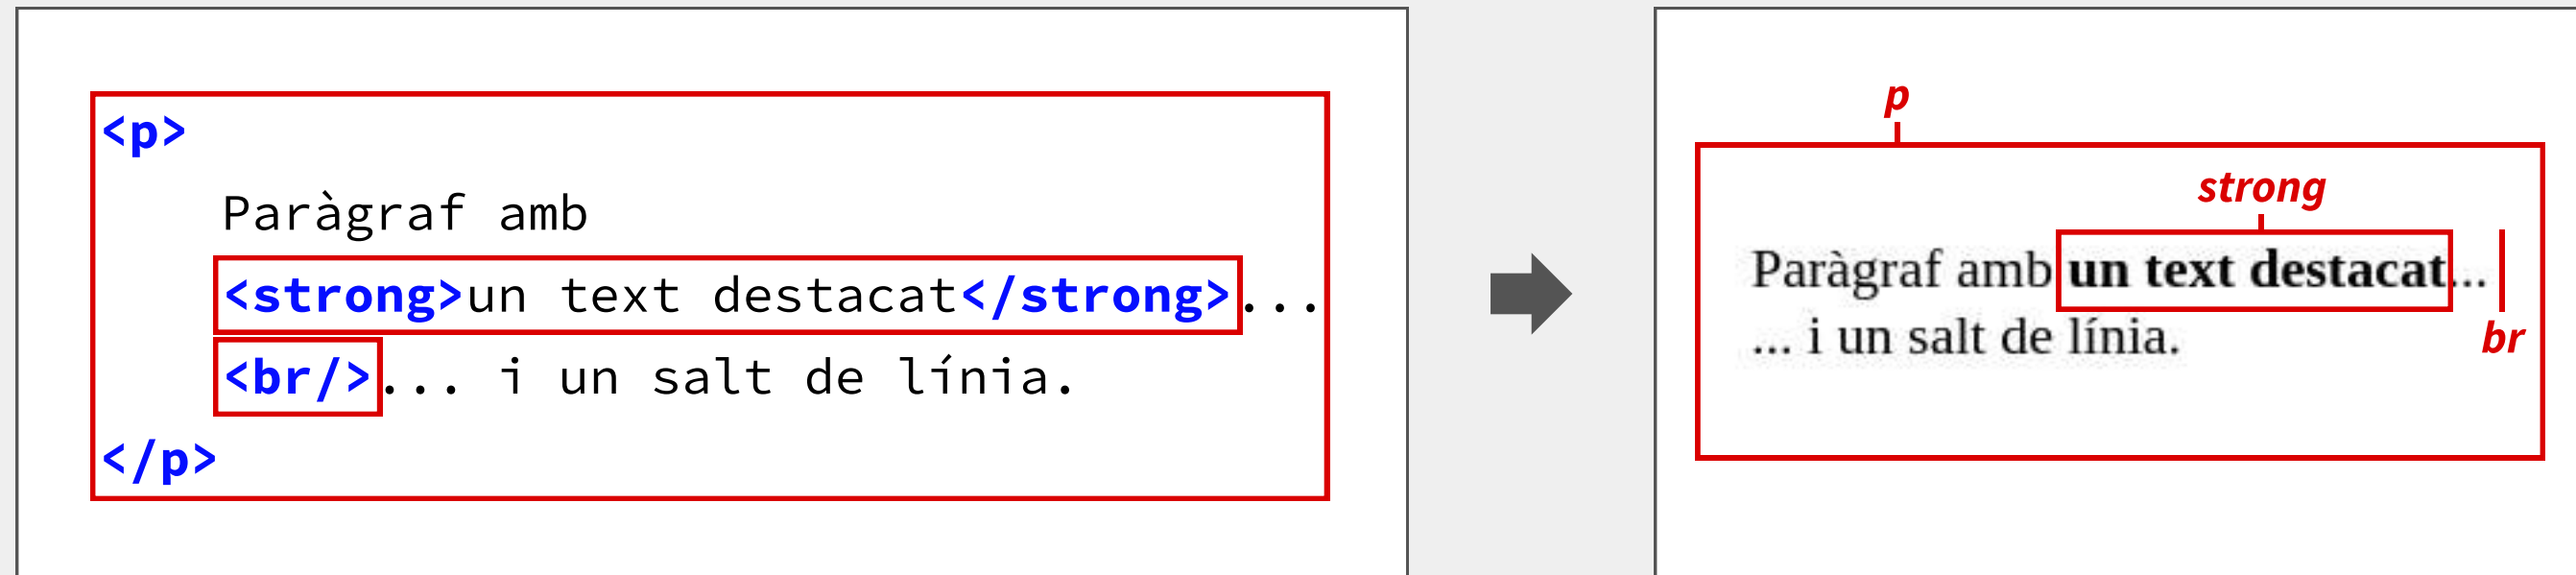 <p>
Paràgraf amb
<strong>un text destacat</strong>...
<br/>... i un salt de línia.
</p>
p
strong
Paràgraf amb un text destacat...
br
... i un salt de línia.